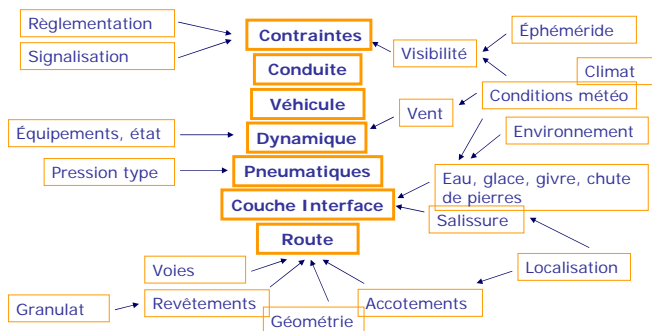 Règlementation
Contraintes
Éphéméride
Signalisation
Visibilité
Conduite
Climat
Véhicule
Conditions météo
Vent
Équipements, état
Dynamique
Environnement
Pression type
Pneumatiques
Eau, glace, givre, chute
de pierres
Couche Interface
Salissure
Route
Voies
Localisation
Granulat
Revêtements
Accotements
Géométrie